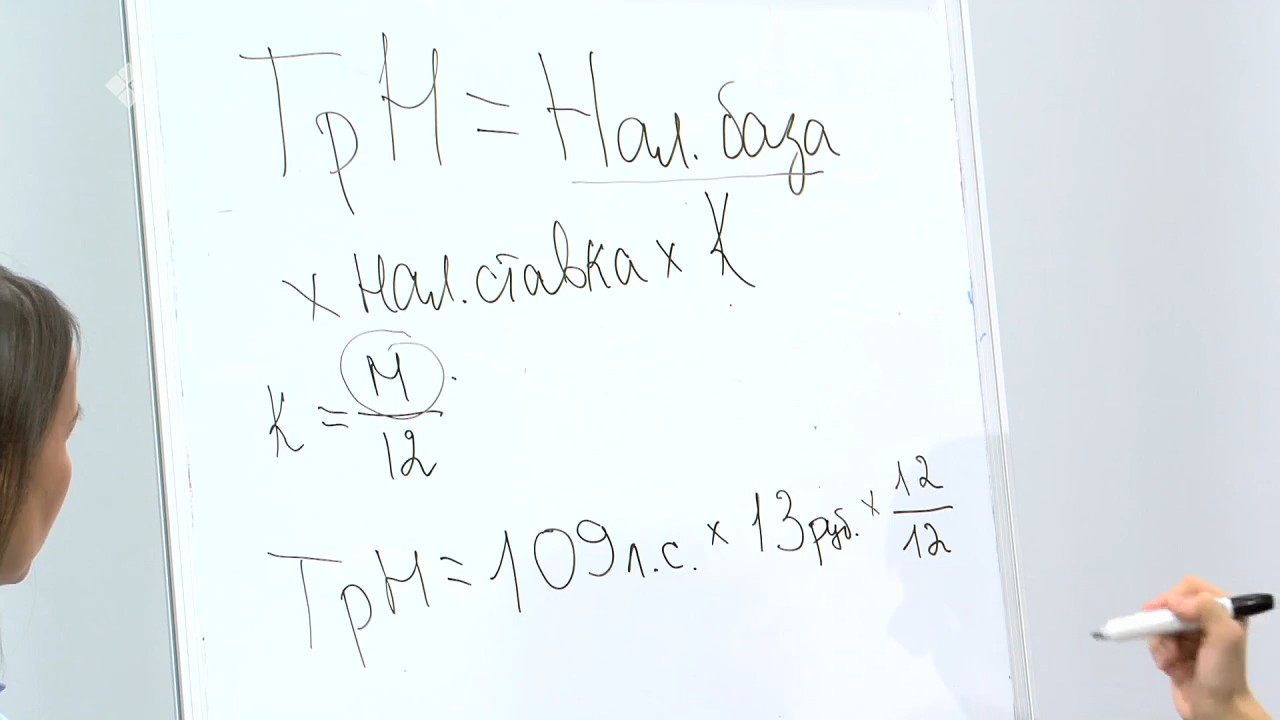 ТрН = Нал. база
х Нал. ставка х К
К = М
12
ТрН = 109 л.с. х 13 руб. х 12
12